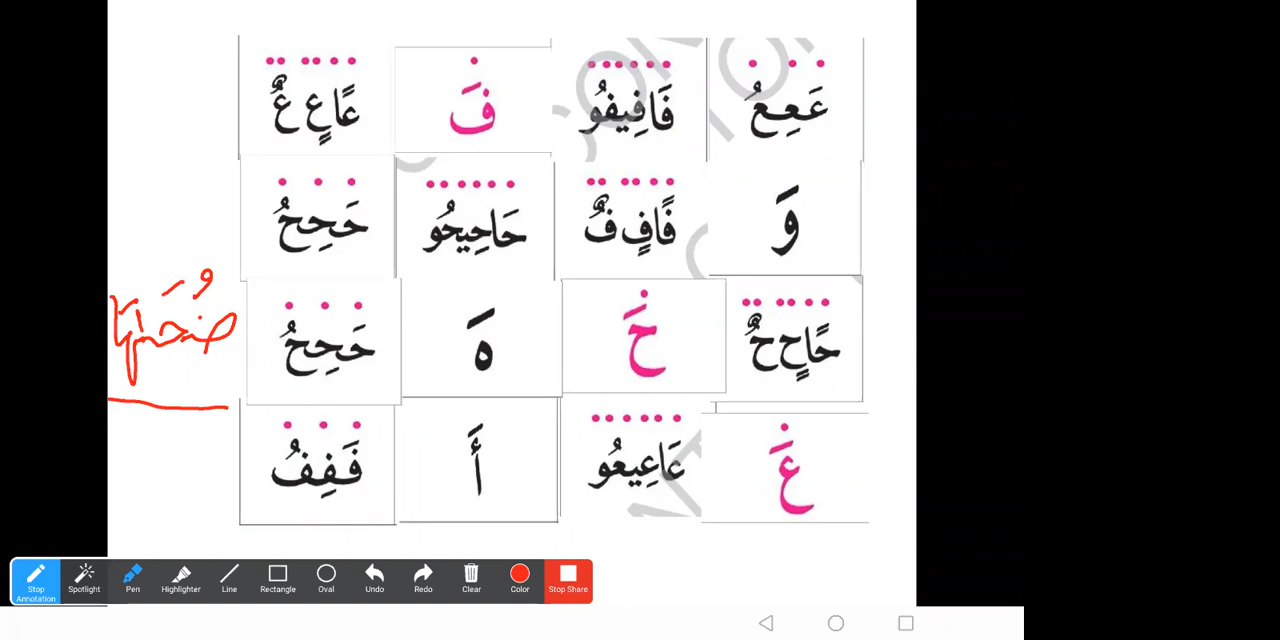 عَعِعُ فَافِيفُو فَ عًاعٍعٌ
وَ فًافٍفٌ حَاحِيحُو حَحِحُ
حًاحٍحٌ حَ هَ حَحِحُ
عَ عَاعِيعُو أَ فَفِفُ
Stop Annotation Spotlight Pen Highlighter Line Rectangle Oval Undo Redo Clear Color Stop Share